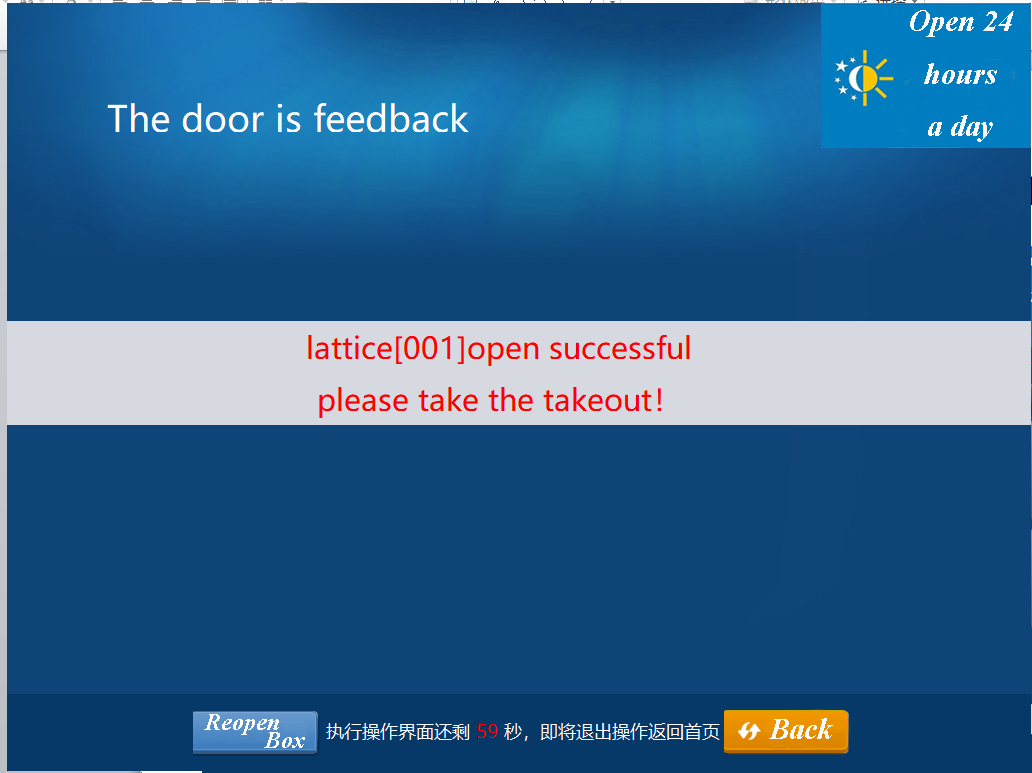 Open 24
hours
a day
The door is feedback
lattice[001]open successful
please take the takeout!
Reopen
Box
执行操作界面还剩 59 秒，即将退出操作返回首页
Back